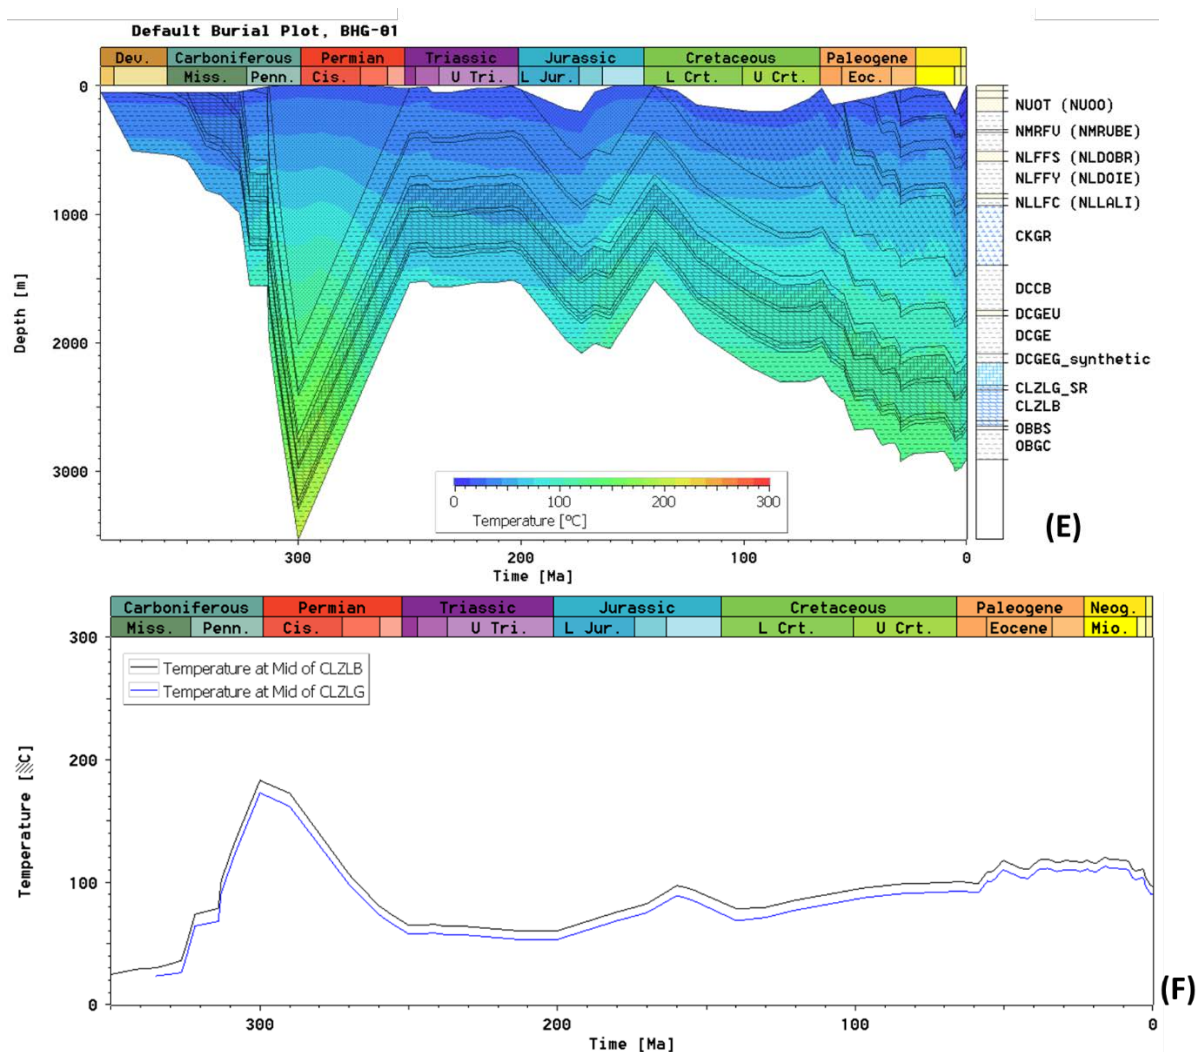 Default Burial Plot, BHG-01
Dev. Carboniferous Permian Triassic Jurassic Cretaceous Paleogene
Miss. Penn. Cis. U Tri. L Jur. L Crt. U Crt. Eoc.
0
1000
2000
3000
Depth [m]
NUOT (NUOO)
NMRFV (NMRUBE)
NLFFS (NLDOBR)
NLFFY (NLDOIE)
NLLFC (NLLALI)
CKGR
DCCB
DCGEU
DCGE
DCGEG_synthetic
CLZLG_SR
CLZLB
OBBS
OBGC
0 100 200 300
Temperature [ºC]
(E)
300 200 100 0
Time [Ma]
Carboniferous Permian Triassic Jurassic Cretaceous Paleogene Neog.
Miss. Penn. Cis. U Tri. L Jur. L Crt. U Crt. Eocene Mio.
300
200
100
0
Temperature at Mid of CLZLB
Temperature at Mid of CLZLG
(F)
300 200 100 0
Time [Ma]